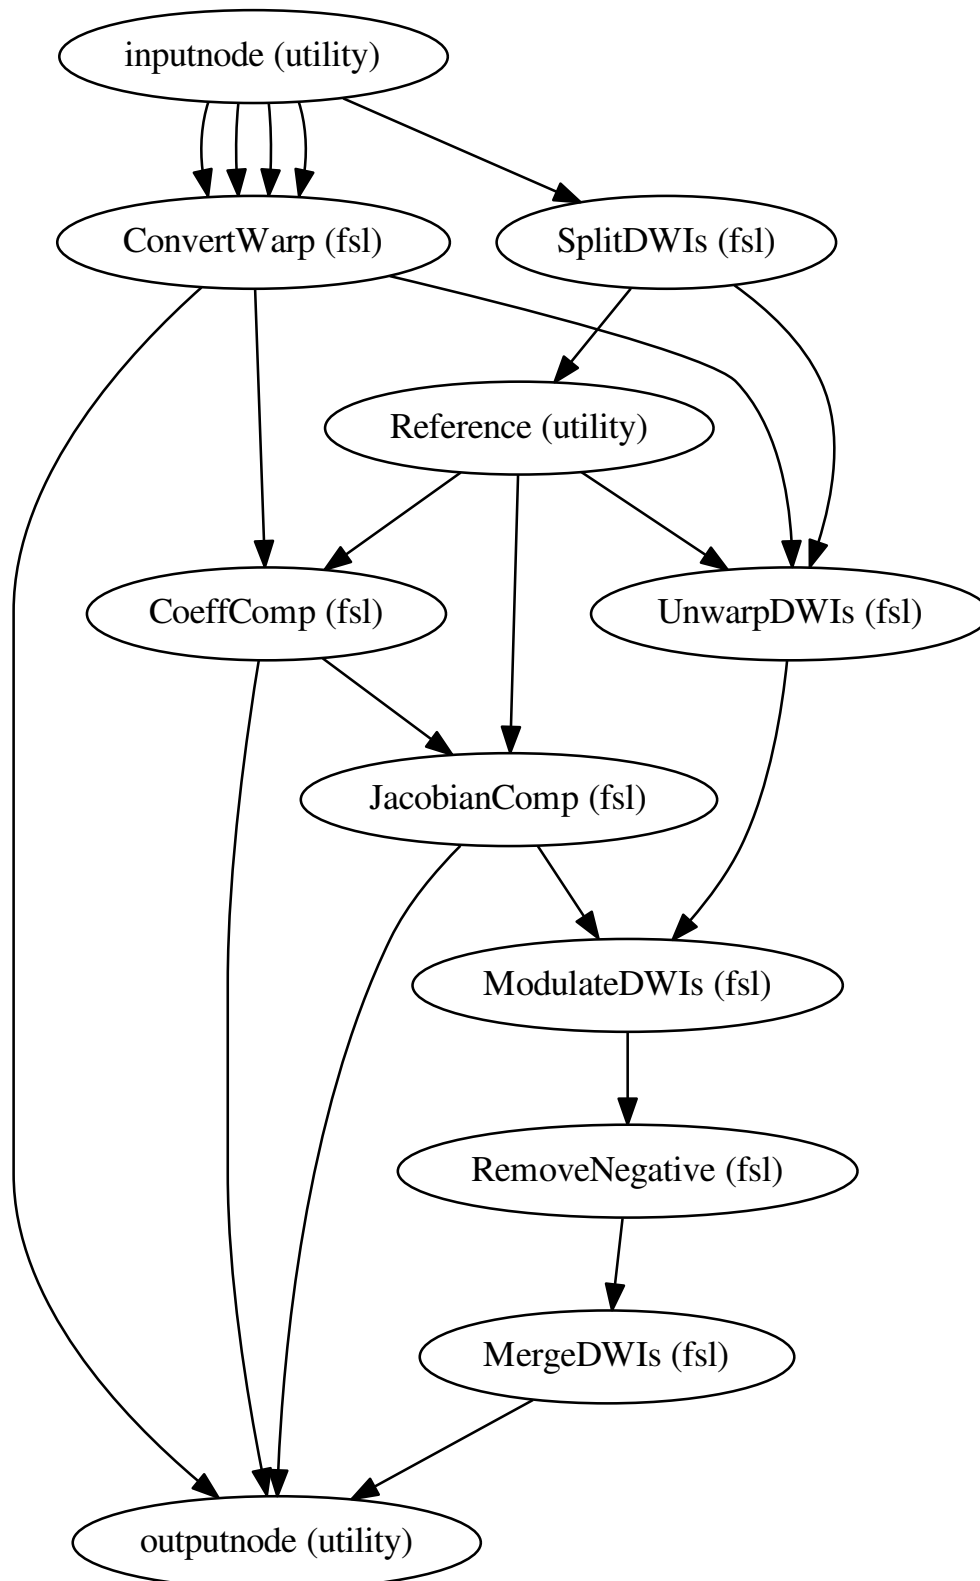 inputnode (utility)
ConvertWarp (fsl)
SplitDWIs (fsl)
Reference (utility)
CoeffComp (fsl)
UnwarpDWIs (fsl)
JacobianComp (fsl)
ModulateDWIs (fsl)
RemoveNegative (fsl)
MergeDWIs (fsl)
outputnode (utility)